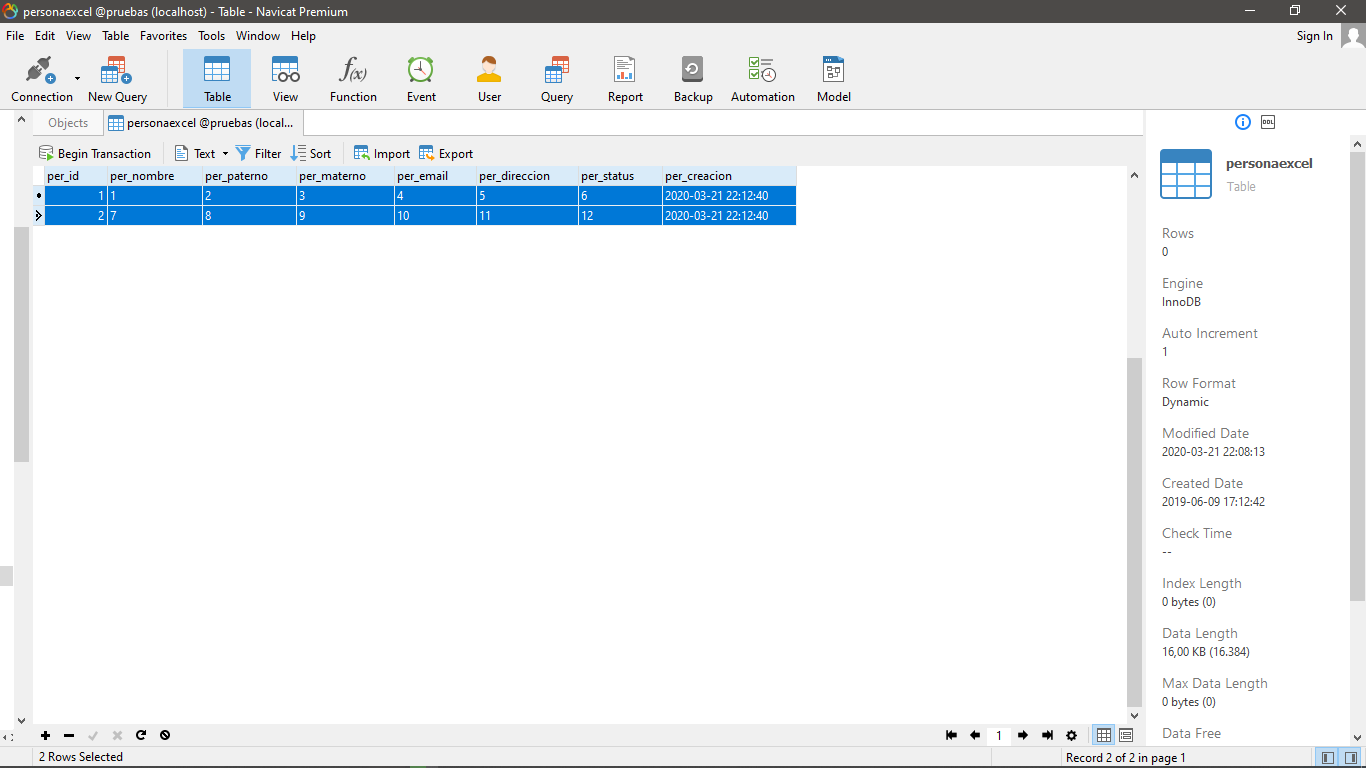 personaexcel @pruebas (localhost) - Table - Navicat Premium
File Edit View Table Favorites Tools Window Help
Sign In
Connection New Query Table View Function Event User Query Report Backup Automation Model
f(x)
Objects personaexcel @pruebas (local...
DDL
Begin Transaction Text Filter Sort Import Export
per_id per_nombre per_paterno per_materno per_email per_direccion per_status per_creacion
1 1 2 3 4 5 6 2020-03-21 22:12:40
2 7 8 9 10 11 12 2020-03-21 22:12:40
personaexcel
Table
Rows
0
Engine
InnoDB
Auto Increment
1
Row Format
Dynamic
Modified Date
2020-03-21 22:08:13
Created Date
2019-06-09 17:12:42
Check Time
--
Index Length
0 bytes (0)
Data Length
16,00 KB (16.384)
Max Data Length
0 bytes (0)
Data Free
1
2 Rows Selected
Record 2 of 2 in page 1